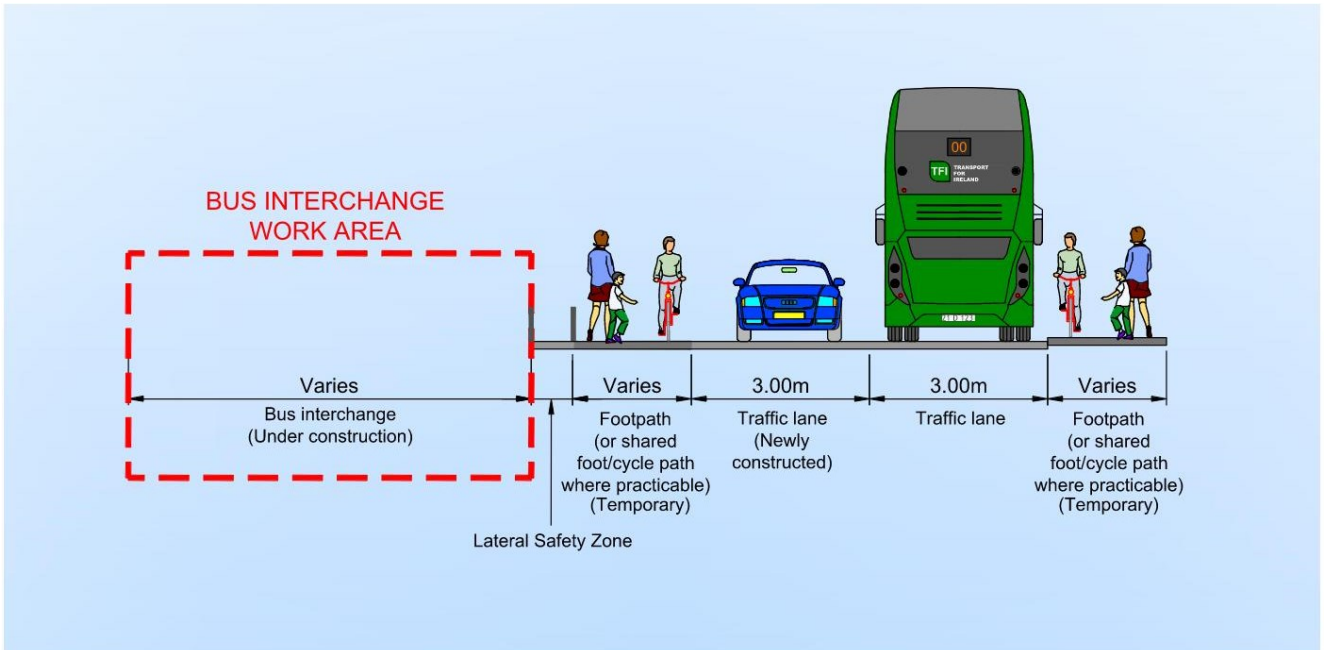 BUS INTERCHANGE
WORK AREA
00
TFI
TRANSPORT
FOR
IRELAND
21-D-123
Varies
Bus interchange
(Under construction)
Lateral Safety Zone
Varies
Footpath
(or shared
foot/cycle path
where practicable)
(Temporary)
3.00m
Traffic lane
(Newly
constructed)
3.00m
Traffic lane
Varies
Footpath
(or shared
foot/cycle path
where practicable)
(Temporary)